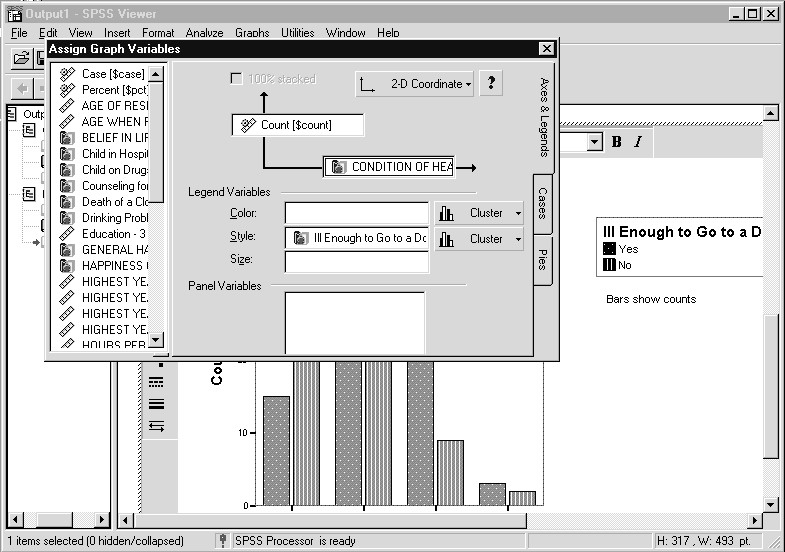 Output1 - SPSS Viewer
File Edit View Insert Format Analyze Graphs Utilities Window Help
Assign Graph Variables
Case [$case]
Percent [$pct]
AGE OF RESI
AGE WHEN F
BELIEF IN LIF
Child in Hospit
Child on Drugs
Counseling for
Death of a Clo
Drinking Probl
Education - 3
GENERAL HA
HAPPINESS O
HIGHEST YE
HIGHEST YE
HIGHEST YE
HIGHEST YE
HOURS PER
100% stacked
2-D Coordinate
?
Count [$count]
CONDITION OF HEA
Legend Variables
Color:
Cluster
Style:
Ill Enough to Go to a Do
Cluster
Size:
Panel Variables
Axes & Legends
Cases
Pies
Outp
B I
Ill Enough to Go to a D
Yes
No
Bars show counts
Cou
10
0
1 items selected (0 hidden/collapsed)
SPSS Processor is ready
H: 317 , W: 493 pt.